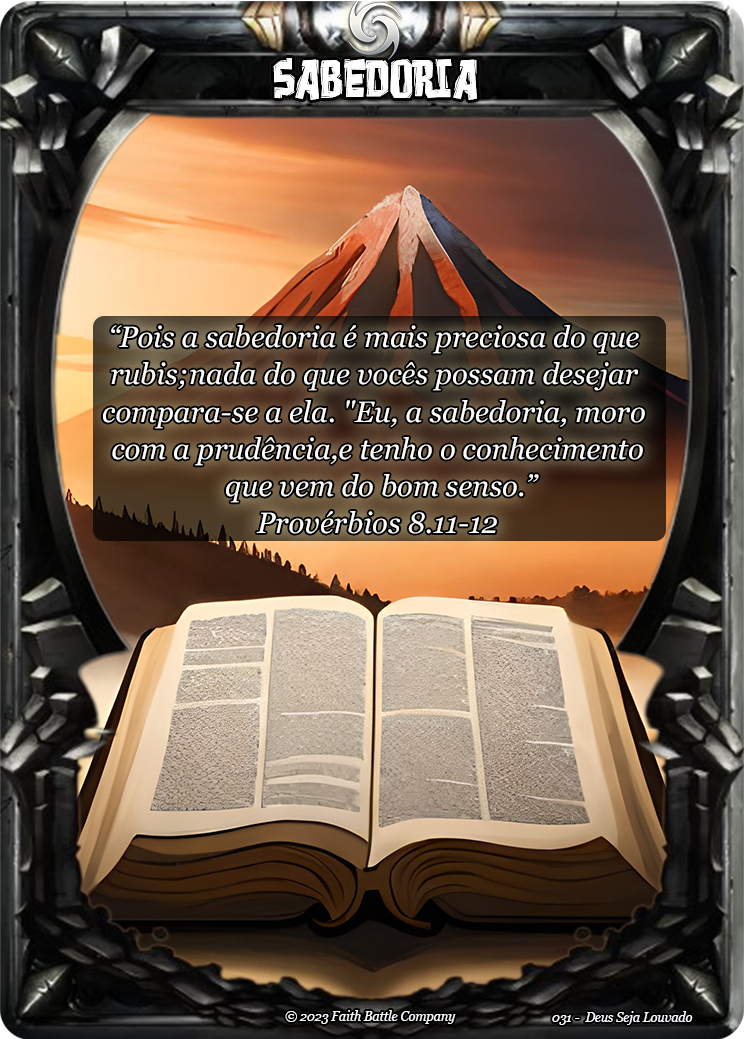 SABEDORIA
“Pois a sabedoria é mais preciosa do que
rubis;nada do que vocês possam desejar
compara-se a ela. "Eu, a sabedoria, moro
com a prudência,e tenho o conhecimento
que vem do bom senso.”
Provérbios 8.11-12
© 2023 Faith Battle Company
031 - Deus Seja Louvado